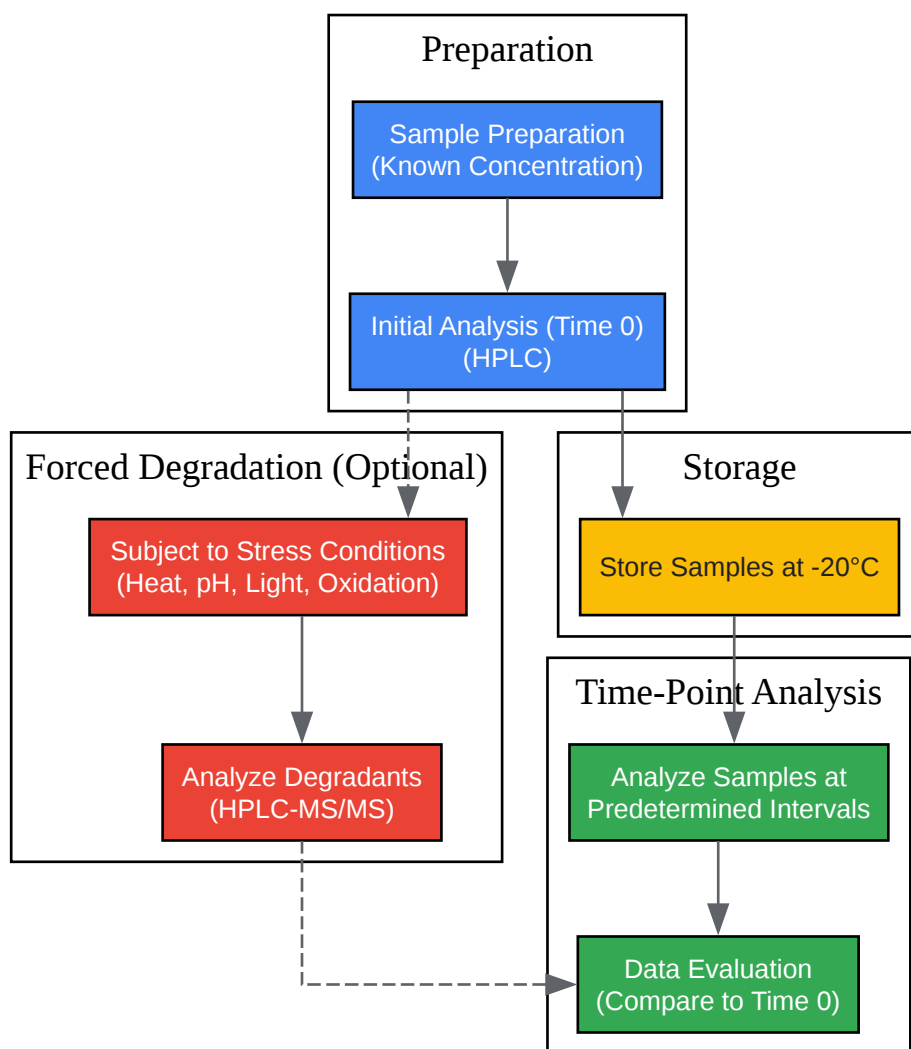 Preparation
Sample Preparation
(Known Concentration)
Initial Analysis (Time 0)
(HPLC)
Forced Degradation (Optional)
Subject to Stress Conditions
(Heat, pH, Light, Oxidation)
Analyze Degradants
(HPLC-MS/MS)
Storage
Store Samples at -20°C
Time-Point Analysis
Analyze Samples at
Predetermined Intervals
Data Evaluation
(Compare to Time 0)